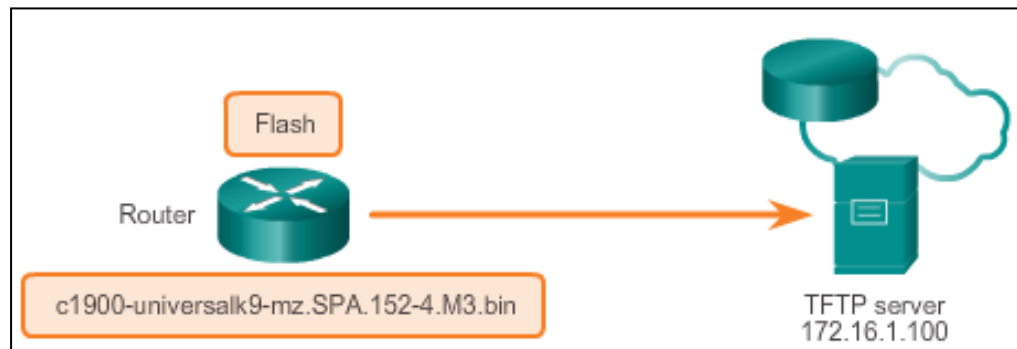 Flash
Router
c1900-universalk9-mz.SPA.152-4.M3.bin
TFTP server
172.16.1.100